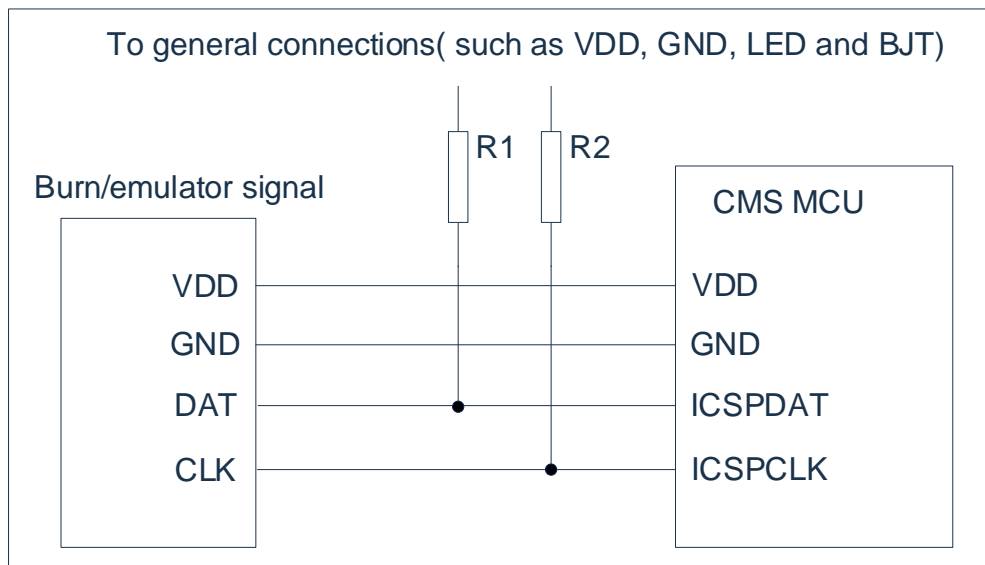 To general connections( such as VDD, GND, LED and BJT)
R1
R2
Burn/emulator signal
CMS MCU
VDD
VDD
GND
GND
DAT
ICSPDAT
CLK
ICSPCLK